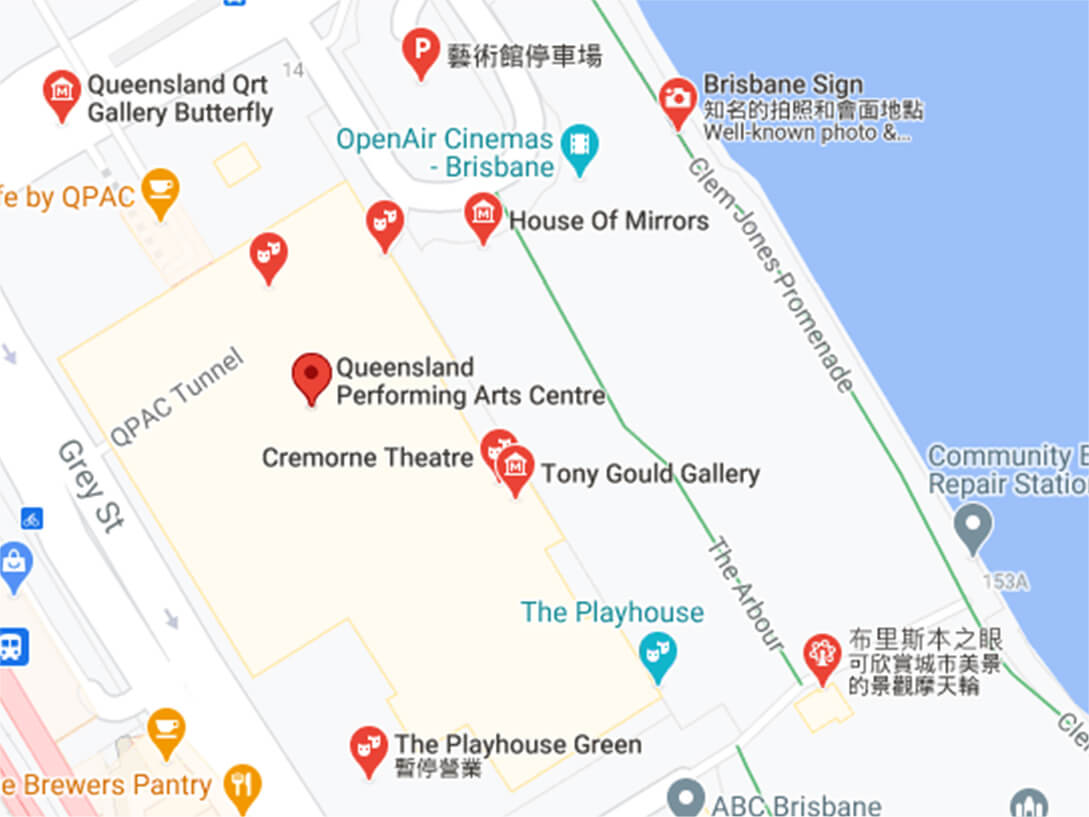 14
P
藝術館停車場
Queensland Qrt
Gallery Butterfly
Brisbane Sign
知名的拍照和會面地點
Well-known photo &...
OpenAir Cinemas
- Brisbane
fe by QPAC
House Of Mirrors
Clem Jones Promenade
QPAC Tunnel
Queensland
Performing Arts Centre
Cremorne Theatre
Tony Gould Gallery
Grey St
Community B
Repair Statio
153A
The Arbour
The Playhouse
布里斯本之眼
可欣賞城市美景
的景觀摩天輪
Cle
The Playhouse Green
暫停營業
e Brewers Pantry
ABC Brisbane